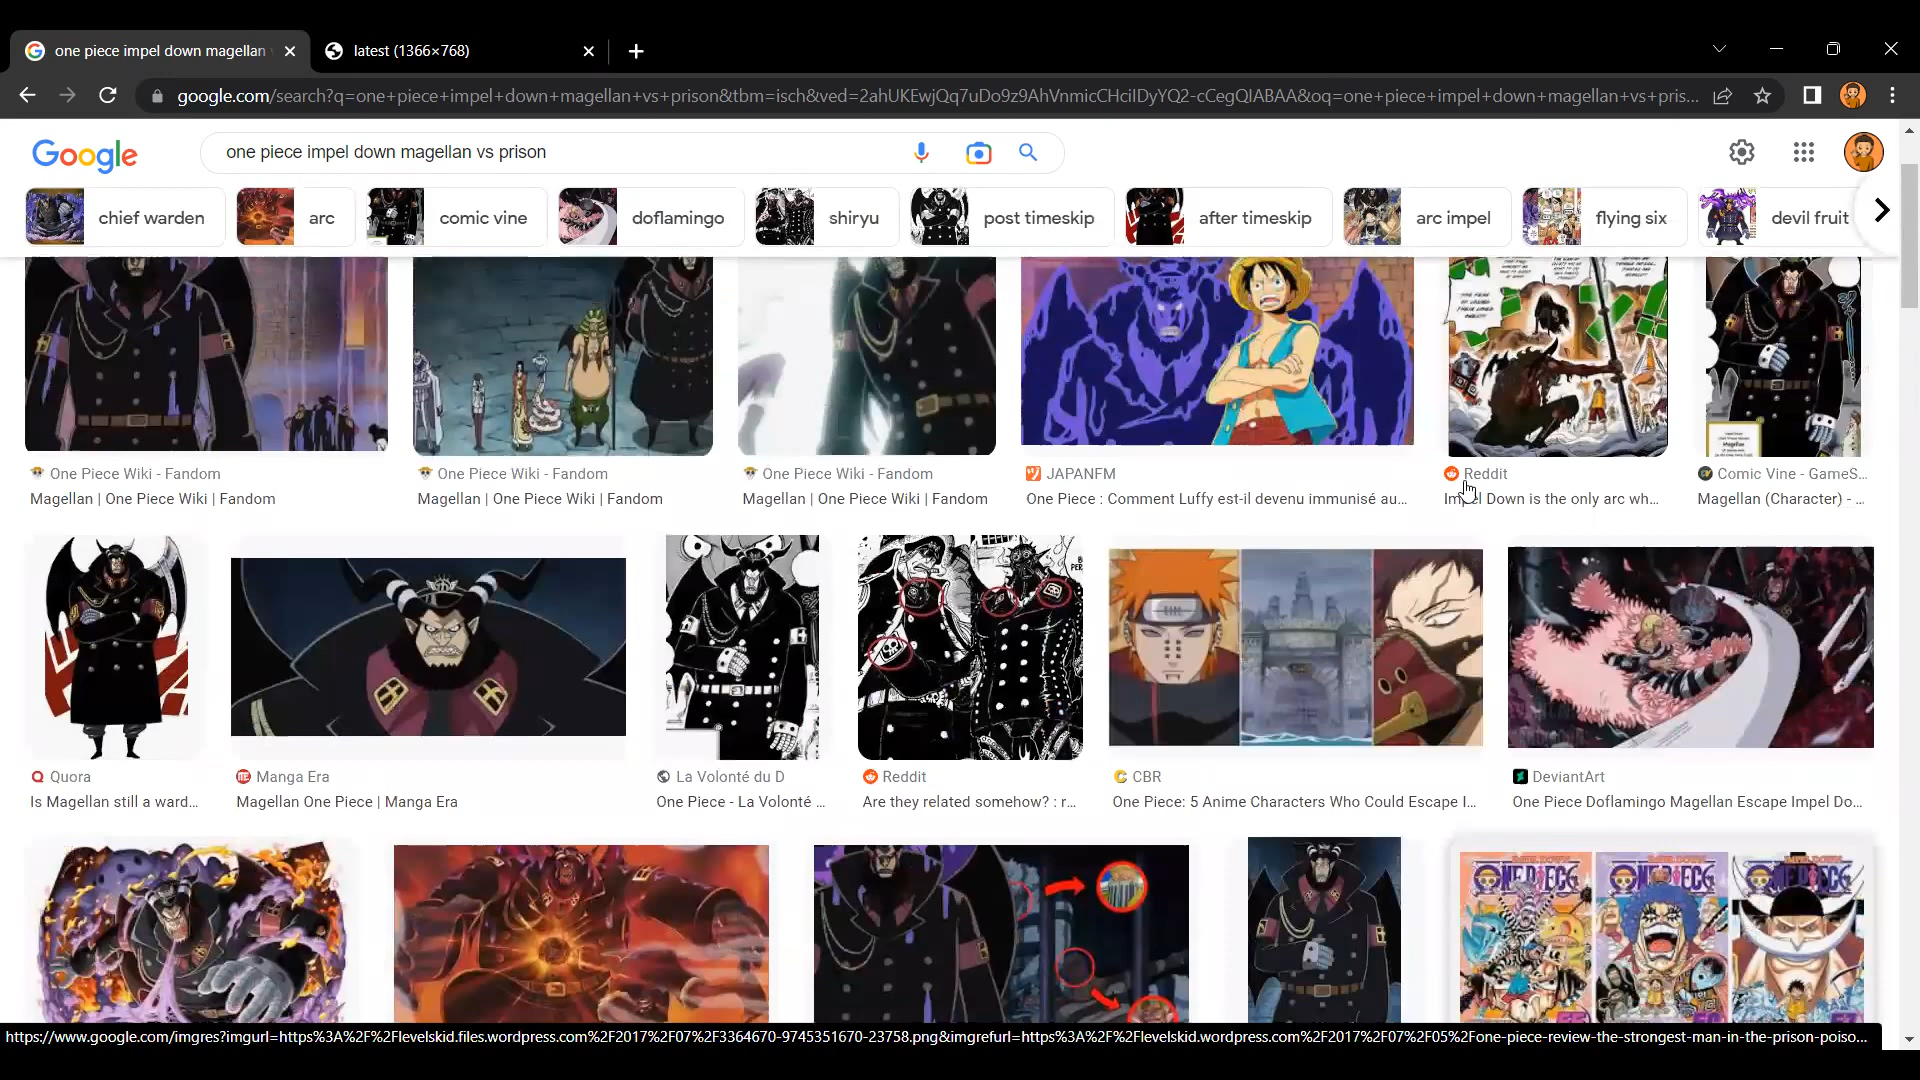 one piece impel down magellan
latest (1366×768)
google.com/search?q=one+piece+impel+down+magellan+vs+prison&tbm=isch&ved=2ahUKEwjQq7uDo9z9AhVnmicCHciIDyYQ2-cCegQIABAA&oq=one+piece+impel+down+magellan+vs+pris...
Google
one piece impel down magellan vs prison
chief warden
arc
comic vine
doflamingo
shiryu
post timeskip
after timeskip
arc impel
flying six
devil fruit
One Piece Wiki - Fandom
Magellan | One Piece Wiki | Fandom
One Piece Wiki - Fandom
Magellan | One Piece Wiki | Fandom
One Piece Wiki - Fandom
Magellan | One Piece Wiki | Fandom
JAPANFM
One Piece : Comment Luffy est-il devenu immunisé au...
Reddit
Impel Down is the only arc wh...
Comic Vine - GameS...
Magellan (Character) - ...
Quora
Is Magellan still a ward...
Manga Era
Magellan One Piece | Manga Era
La Volonté du D
One Piece - La Volonté ...
Reddit
Are they related somehow? : r...
CBR
One Piece: 5 Anime Characters Who Could Escape I...
DeviantArt
One Piece Doflamingo Magellan Escape Impel Do...
ONE PIECE
ONE PIECE
ONE PIECE
https://www.google.com/imgres?imgurl=https%3A%2F%2Flevelskid.files.wordpress.com%2F2017%2F07%2F3364670-9745351670-23758.png&imgrefurl=https%3A%2F%2Flevelskid.wordpress.com%2F2017%2F07%2F05%2Fone-piece-review-the-strongest-man-in-the-prison-poiso...